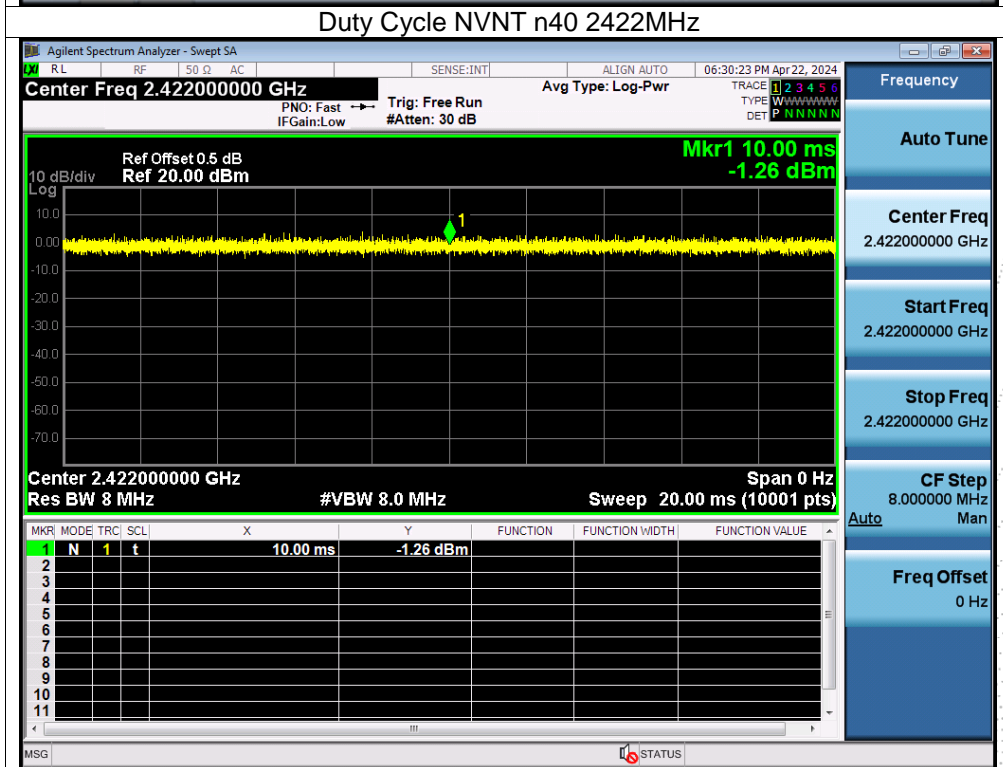 Duty Cycle NVNT n40 2422MHz
Agilent Spectrum Analyzer - Swept SA
LXI RL RF 50 Ω AC SENSE:INT ALIGN AUTO 06:30:23 PM Apr 22, 2024
Center Freq 2.422000000 GHz
PNO: Fast
IFGain:Low
Trig: Free Run
#Atten: 30 dB
Avg Type: Log-Pwr
TRACE 1 2 3 4 5 6
TYPE WWWWWW
DET P N N N N N
Frequency
Mkr1 10.00 ms
-1.26 dBm
Ref Offset 0.5 dB
10 dB/div Ref 20.00 dBm
Log
10.0
0.00
-10.0
-20.0
-30.0
-40.0
-50.0
-60.0
-70.0
1
Center 2.422000000 GHz Span 0 Hz
Res BW 8 MHz #VBW 8.0 MHz Sweep 20.00 ms (10001 pts)
MKR MODE TRC SCL X Y FUNCTION FUNCTION WIDTH FUNCTION VALUE
1 N 1 t 10.00 ms -1.26 dBm
2
3
4
5
6
7
8
9
10
11
MSG STATUS
Auto Tune
Center Freq
2.422000000 GHz
Start Freq
2.422000000 GHz
Stop Freq
2.422000000 GHz
CF Step
8.000000 MHz
Auto Man
Freq Offset
0 Hz